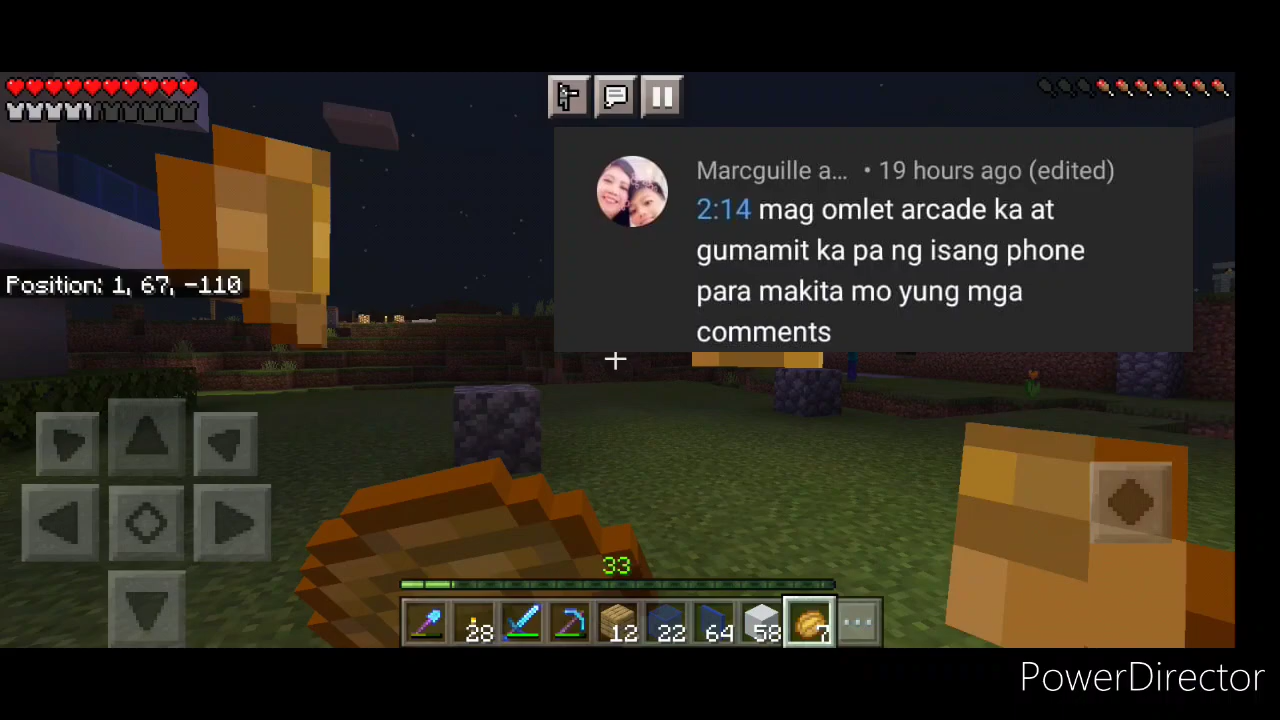 Marcguille a... • 19 hours ago (edited)
2:14 mag omlet arcade ka at
gumamit ka pa ng isang phone
para makita mo yung mga
comments
Position: 1, 67, -110
33
28 12 22 64 58 7
PowerDirector